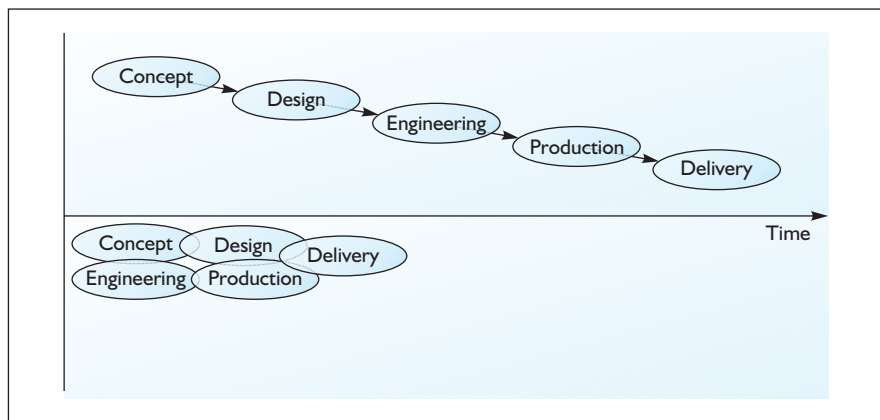 Concept
Design
Engineering
Production
Delivery
Time
Concept
Design
Delivery
Engineering
Production